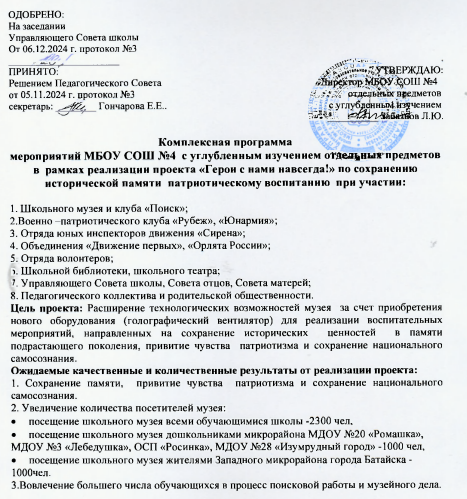 ОДОБРЕНО:
На заседании
Управляющего Совета школы
От 06.12.2024 г. протокол №3
ПРИНЯТО:
Решением Педагогического Совета
от 05.11.2024 г. протокол №3
секретарь: Гончарова Е.Е..
УТВЕРЖДАЮ:
Директор МБОУ СОШ №4
отдельных предметов
с углубленным изучением
Л.Ю.
Комплексная программа
мероприятий МБОУ СОШ №4 с углубленным изучением отдельных предметов
в рамках реализации проекта «Герои с нами навсегда!» по сохранению
исторической памяти патриотическому воспитанию при участии:
1. Школьного музея и клуба «Поиск»;
2.Военно –патриотического клуба «Рубеж», «Юнармия»;
3. Отряда юных инспекторов движения «Сирена»;
4. Объединения «Движение первых», «Орлята России»;
5. Отряда волонтеров;
6. Школьной библиотеки, школьного театра;
7. Управляющего Совета школы, Совета отцов, Совета матерей;
8. Педагогического коллектива и родительской общественности.
Цель проекта: Расширение технологических возможностей музея за счет приобретения
нового оборудования (голографический вентилятор) для реализации воспитательных
мероприятий, направленных на сохранение исторических ценностей в памяти
подрастающего поколения, привитие чувства патриотизма и сохранение национального
самосознания.
Ожидаемые качественные и количественные результаты от реализации проекта:
1. Сохранение памяти, привитие чувства патриотизма и сохранение национального
самосознания.
2. Увеличение количества посетителей музея:
• посещение школьного музея всеми обучающимися школы -2300 чел,
• посещение школьного музея дошкольниками микрорайона МДОУ №20 «Ромашка»,
МДОУ №3 «Лебедушка», ОСП «Росинка», МДОУ №28 «Изумрудный город» -1000 чел,
• посещение школьного музея жителями Западного микрорайона города Батайска -
1000чел.
3.Вовлечение большего числа обучающихся в процесс поисковой работы и музейного дела.